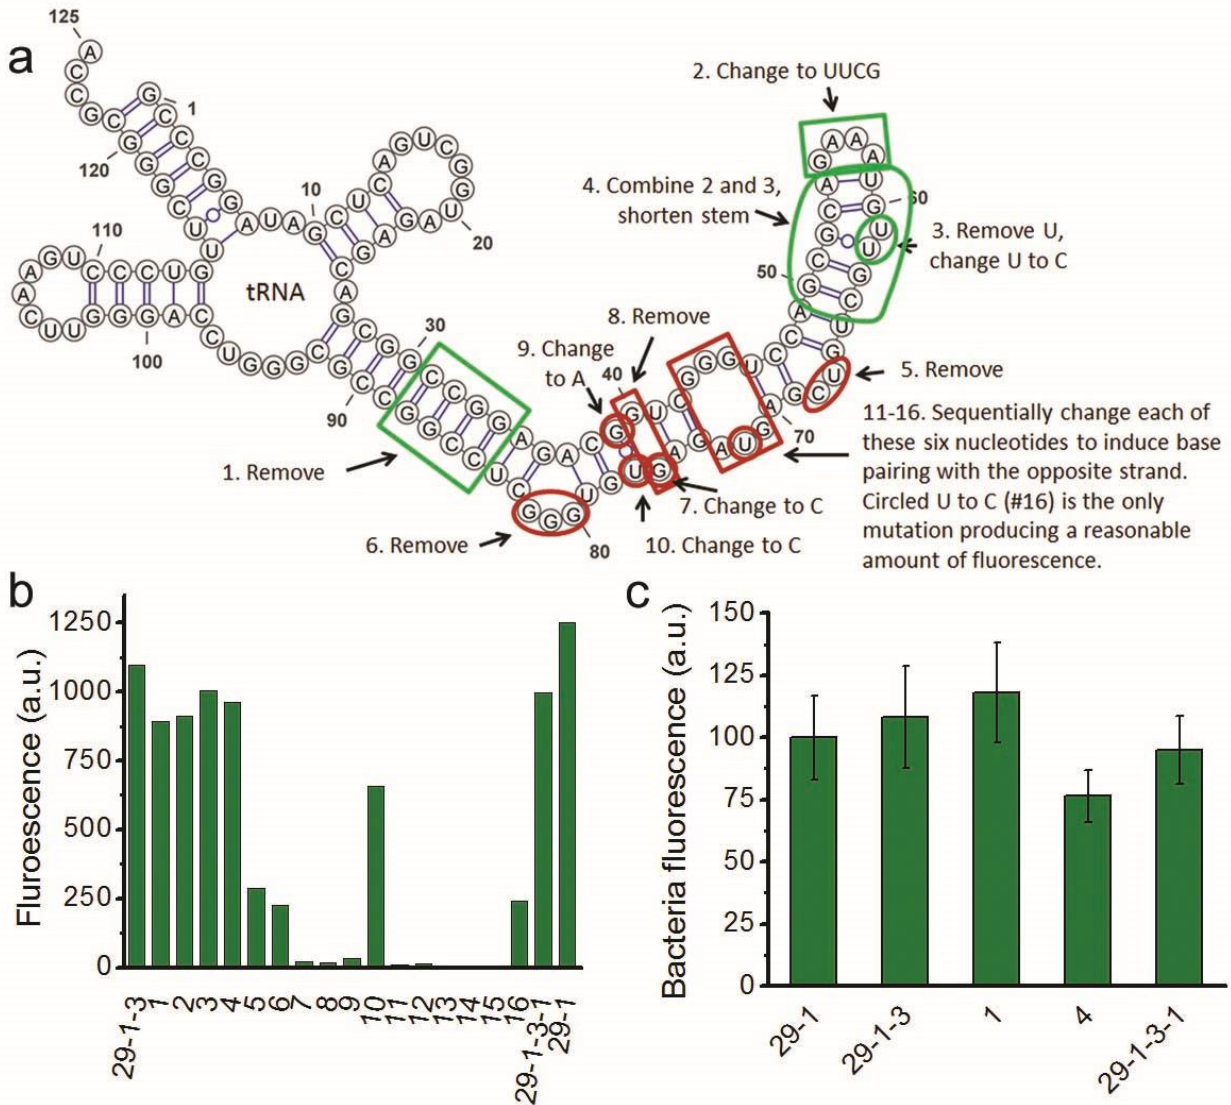 a
125
1
120
110
10
20
tRNA
100
30
90
1. Remove
2. Change to UUCG
4. Combine 2 and 3,
shorten stem
60
3. Remove U,
change U to C
50
8. Remove
9. Change
to A
40
5. Remove
70
11-16. Sequentially change each of
these six nucleotides to induce base
pairing with the opposite strand.
Circled U to C (#16) is the only
mutation producing a reasonable
amount of fluorescence.
7. Change to C
6. Remove
80
10. Change to C
b
Fluroescence (a.u.)
1250
1000
750
500
250
0
29-1-3
1
2
3
4
5
6
7
8
9
10
11
12
13
14
15
16
29-1-3-1
29-1
c
Bacteria fluorescence (a.u.)
150
125
100
75
50
25
0
29-1
29-1-3
1
4
29-1-3-1